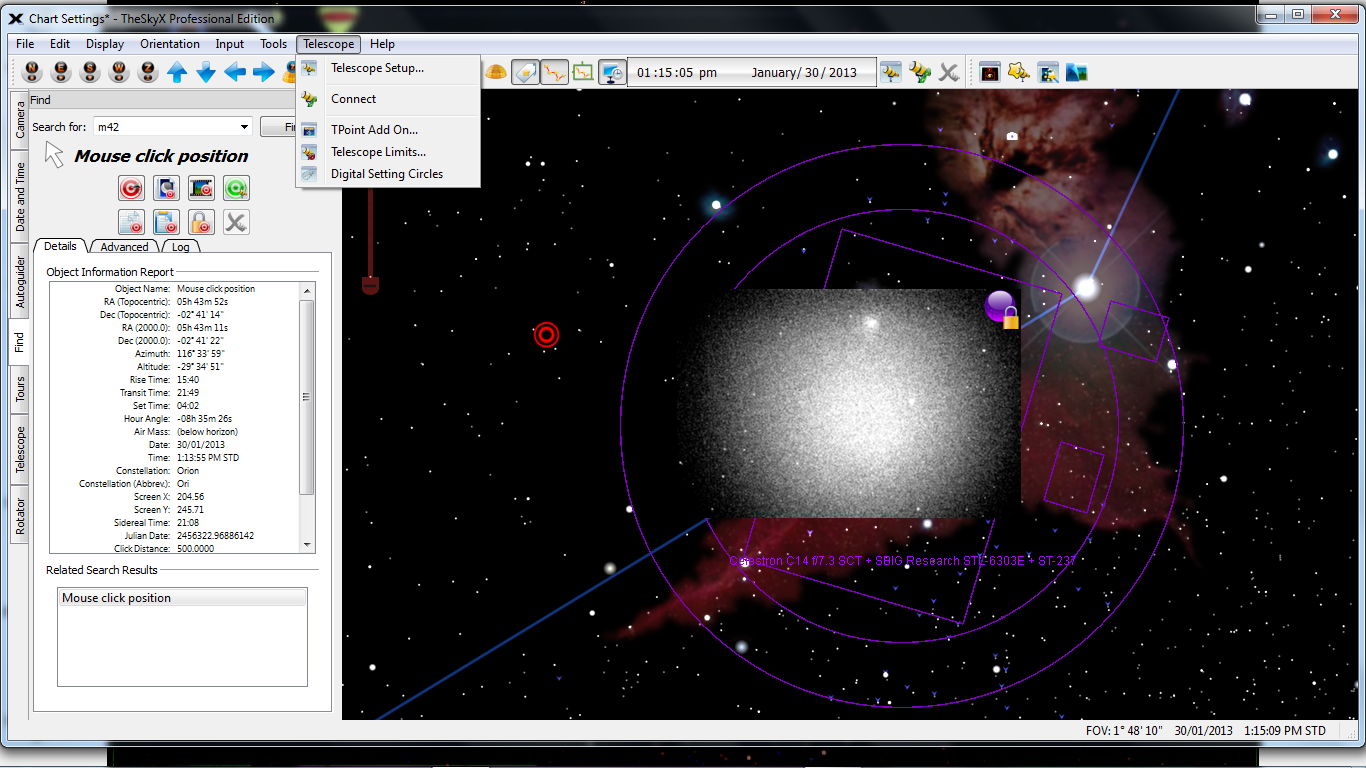 Chart Settings* - TheSkyX Professional Edition
File Edit Display Orientation Input Tools Telescope Help
N E S W Z
Telescope Setup...
Connect
TPoint Add On...
Telescope Limits...
Digital Setting Circles
01:15:05 pm January/ 30 / 2013
Camera
Date and Time
Autoguider
Find
Tours
Telescope
Rotator
Find
Search for: m42
Mouse click position
Details Advanced Log
Object Information Report
Object Name: Mouse click position
RA (Topocentric): 05h 43m 52s
Dec (Topocentric): -02° 41' 14"
RA (2000.0): 05h 43m 11s
Dec (2000.0): -02° 41' 22"
Azimuth: 116° 33' 59"
Altitude: -29° 34' 51"
Rise Time: 15:40
Transit Time: 21:49
Set Time: 04:02
Hour Angle: -08h 35m 26s
Air Mass: (below horizon)
Date: 30/01/2013
Time: 1:13:55 PM STD
Constellation: Orion
Constellation (Abbrev.): Ori
Screen X: 204.56
Screen Y: 245.71
Sidereal Time: 21:08
Julian Date: 2456322.96886142
Click Distance: 500.0000
Related Search Results
Mouse click position
Celestron C14 f/7.3 SCT + SBIG Research STL-6303E + ST-237
FOV: 1° 48' 10" 30/01/2013 1:15:09 PM STD